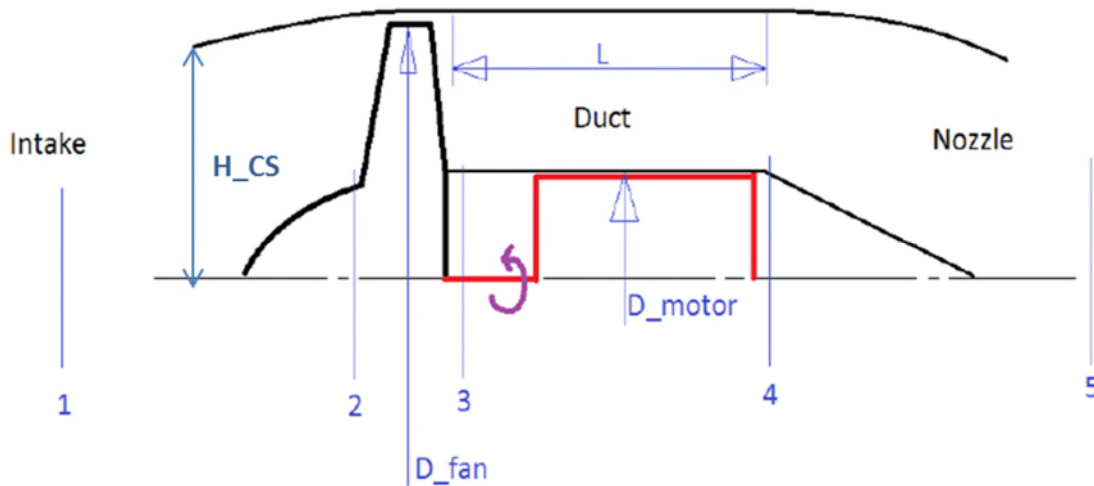 L
Duct
Intake
Nozzle
H_CS
D_motor
1
2
3
4
5
D_fan